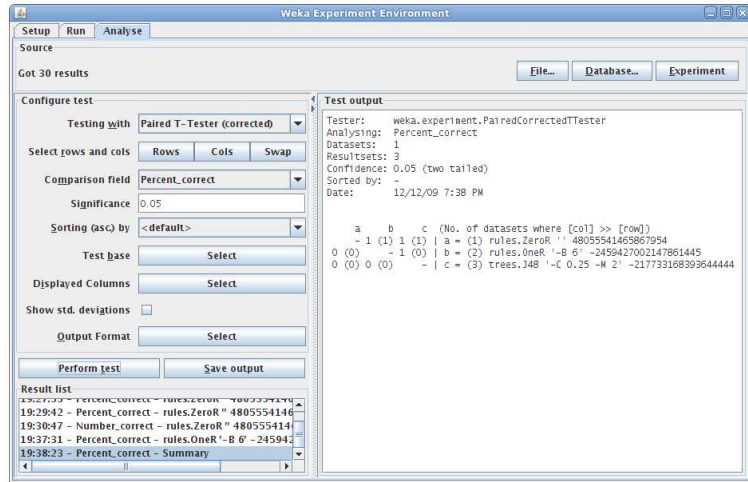 Weka Experiment Environment
Setup Run Analyse
Source
Got 30 results
File... Database... Experiment
Configure test
Testing with Paired T-Tester (corrected)
Select rows and cols Rows Cols Swap
Comparison field Percent_correct
Significance 0.05
Sorting (asc.) by <default>
Test base Select
Displayed Columns Select
Show std. deviations
Output Format Select
Perform test Save output
Result list
19:29:42 - Percent_correct - rules.ZeroR '' 4805554146
19:30:47 - Number_correct - rules.ZeroR '' 480555414
19:37:31 - Percent_correct - rules.OneR '-B 6' -24594
19:38:23 - Percent_correct - Summary
Test output
Tester: weka.experiment.PairedCorrectedTTester
Analysing: Percent_correct
Datasets: 1
Resultsets: 3
Confidence: 0.05 (two tailed)
Sorted by: -
Date: 12/12/09 7:38 PM
a b c (No. of datasets where [col] >> [row])
- 1 (1) 1 (1) | a = (1) rules.ZeroR '' 48055541465867954
0 (0) - 1 (0) | b = (2) rules.OneR '-B 6' -2459427002147861445
0 (0) 0 (0) - | c = (3) trees.J48 '-C 0.25 -M 2' -217733168393644444